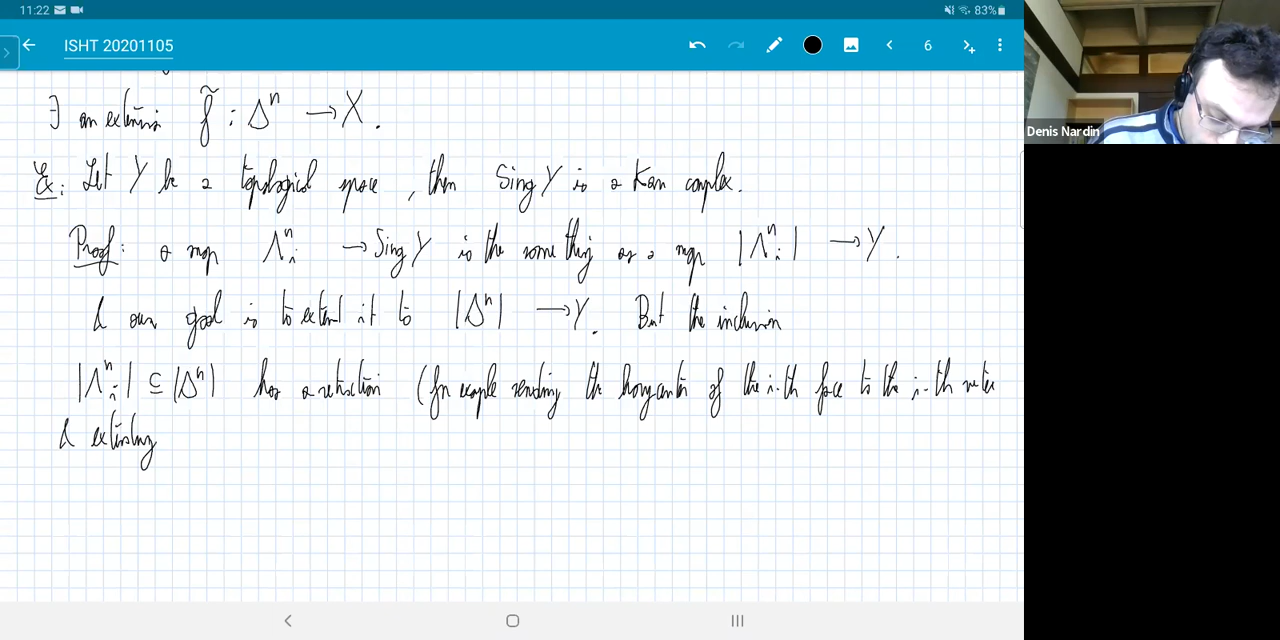 11:22 83%
ISHT 20201105 6
∃ an extension f̃ : Δⁿ → X.
Denis Nardin
Ex: Let Y be a topological space, then Sing Y is a Kan complex.
Proof: a map Λⁿᵢ → Sing Y is the same thing as a map |Λⁿᵢ| → Y.
& our goal is to extend it to |Δⁿ| → Y. But the inclusion
|Λⁿᵢ| ⊆ |Δⁿ| has a retraction (for example sending the barycenter of the i-th face to the i-th vertex
& extending